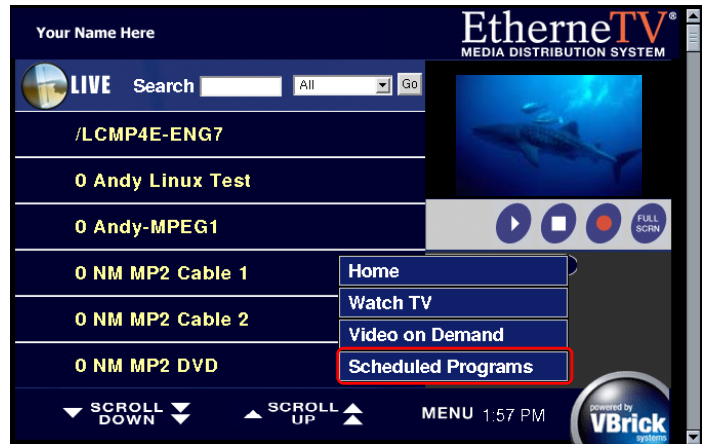 Your Name Here
EtherneTV®
MEDIA DISTRIBUTION SYSTEM
LIVE Search All Go
/LCMP4E-ENG7
0 Andy Linux Test
0 Andy-MPEG1
FULL
SCRN
0 NM MP2 Cable 1
0 NM MP2 Cable 2
0 NM MP2 DVD
Home
Watch TV
Video on Demand
Scheduled Programs
SCROLL
DOWN
SCROLL
UP
MENU 1:57 PM
powered by
VBrick
systems